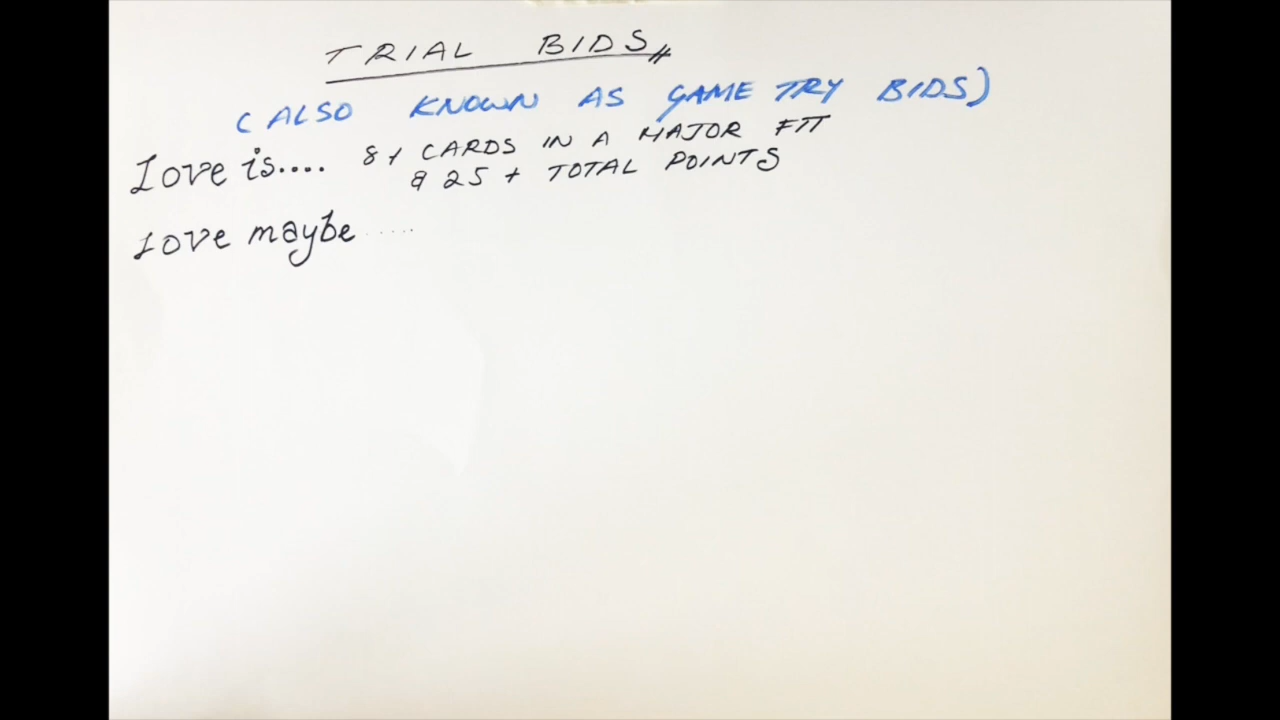 TRIAL BIDS
(ALSO KNOWN AS GAME TRY BIDS)
Love is.... 8+ CARDS IN A MAJOR FIT
& 25 + TOTAL POINTS
Love maybe .....